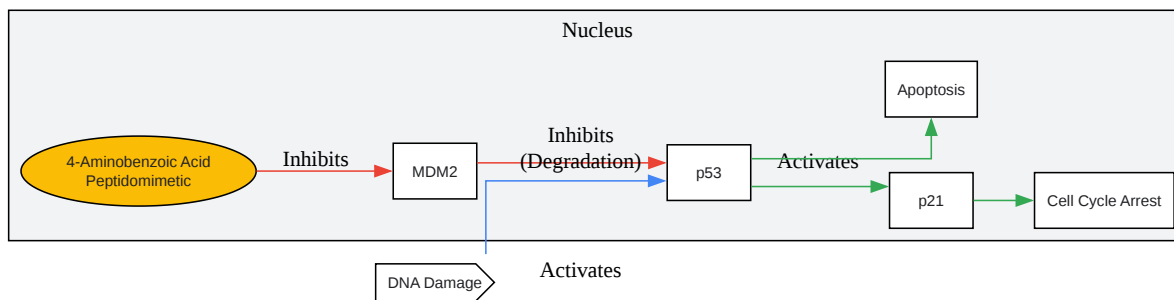 Nucleus
Apoptosis
4-Aminobenzoic Acid
Peptidomimetic
Inhibits
MDM2
Inhibits
(Degradation)
p53
Activates
p21
Cell Cycle Arrest
DNA Damage
Activates